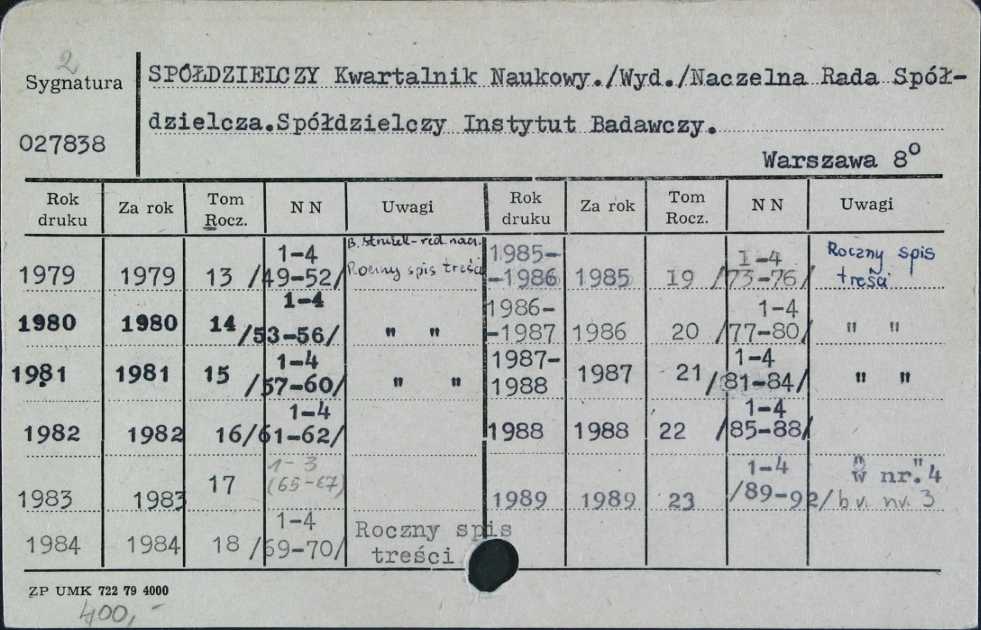 2
Sygnatura
SPÓŁDZIELCZY Kwartalnik Naukowy./Wyd./Naczelna Rada Spół-
dzielcza.Spółdzielczy Instytut Badawczy.
027838
Warszawa 8°
Rok druku Za rok Tom Rocz. N N Uwagi Rok druku Za rok Tom Rocz. N N Uwagi
B. Strużek - red. nacz.
1979 1979 13 1-4 /49-52/ Roczny spis treści
1980 1980 14 1-4 /53-56/ " "
1981 1981 15 1-4 /57-60/ " "
1982 1982 16 1-4 /61-62/
1983 1983 17 1-3 (65-67)
1984 1984 18 1-4 /69-70/ Roczny spis treści
1985-1986 1985 19 1-4 /73-76/ Roczny spis treści
1986-1987 1986 20 1-4 /77-80/ " "
1987-1988 1987 21 1-4 /81-84/ " "
1988 1988 22 1-4 /85-88/
1989 1989 23 1-4 /89-92/ " " w nr. 4
b r. nr. 3
ZP UMK 722 79 4000
400,-